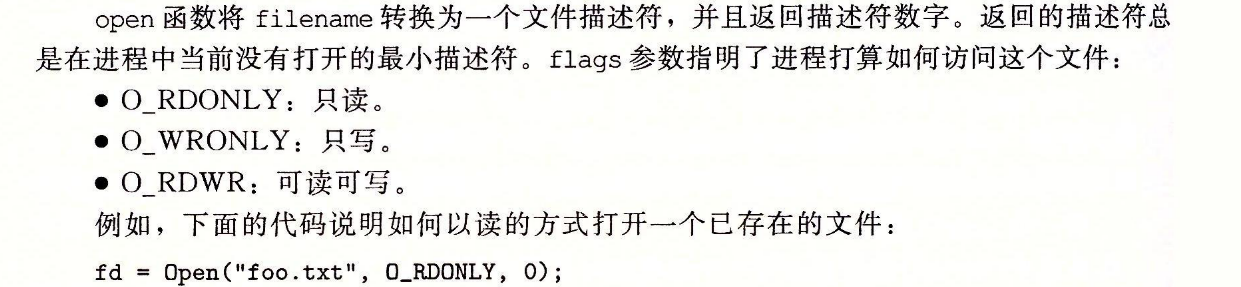 open 函数将 filename 转换为一个文件描述符，并且返回描述符数字。返回的描述符总
是在进程中当前没有打开的最小描述符。flags 参数指明了进程打算如何访问这个文件：
● O_RDONLY：只读。
● O_WRONLY：只写。
● O_RDWR：可读可写。
例如，下面的代码说明如何以读的方式打开一个已存在的文件：
fd = Open("foo.txt", O_RDONLY, 0);